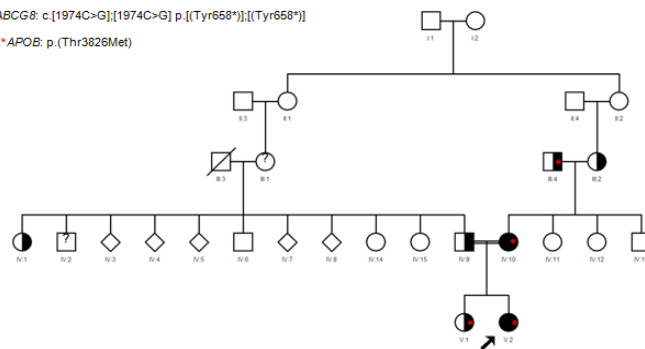 ABCG8: c.[1974C>G];[1974C>G] p.[(Tyr658*)];[(Tyr658*)]
* APOB: p.(Thr3826Met)
I:1 I:2
II:3 II:1 II:4 II:2
? 
III:3 III:1 III:4 III:2
?
IV:1 IV:2 IV:3 IV:4 IV:5 IV:6 IV:7 IV:8 IV:14 IV:15 IV:9 IV:10 IV:11 IV:12
V:1 V:2